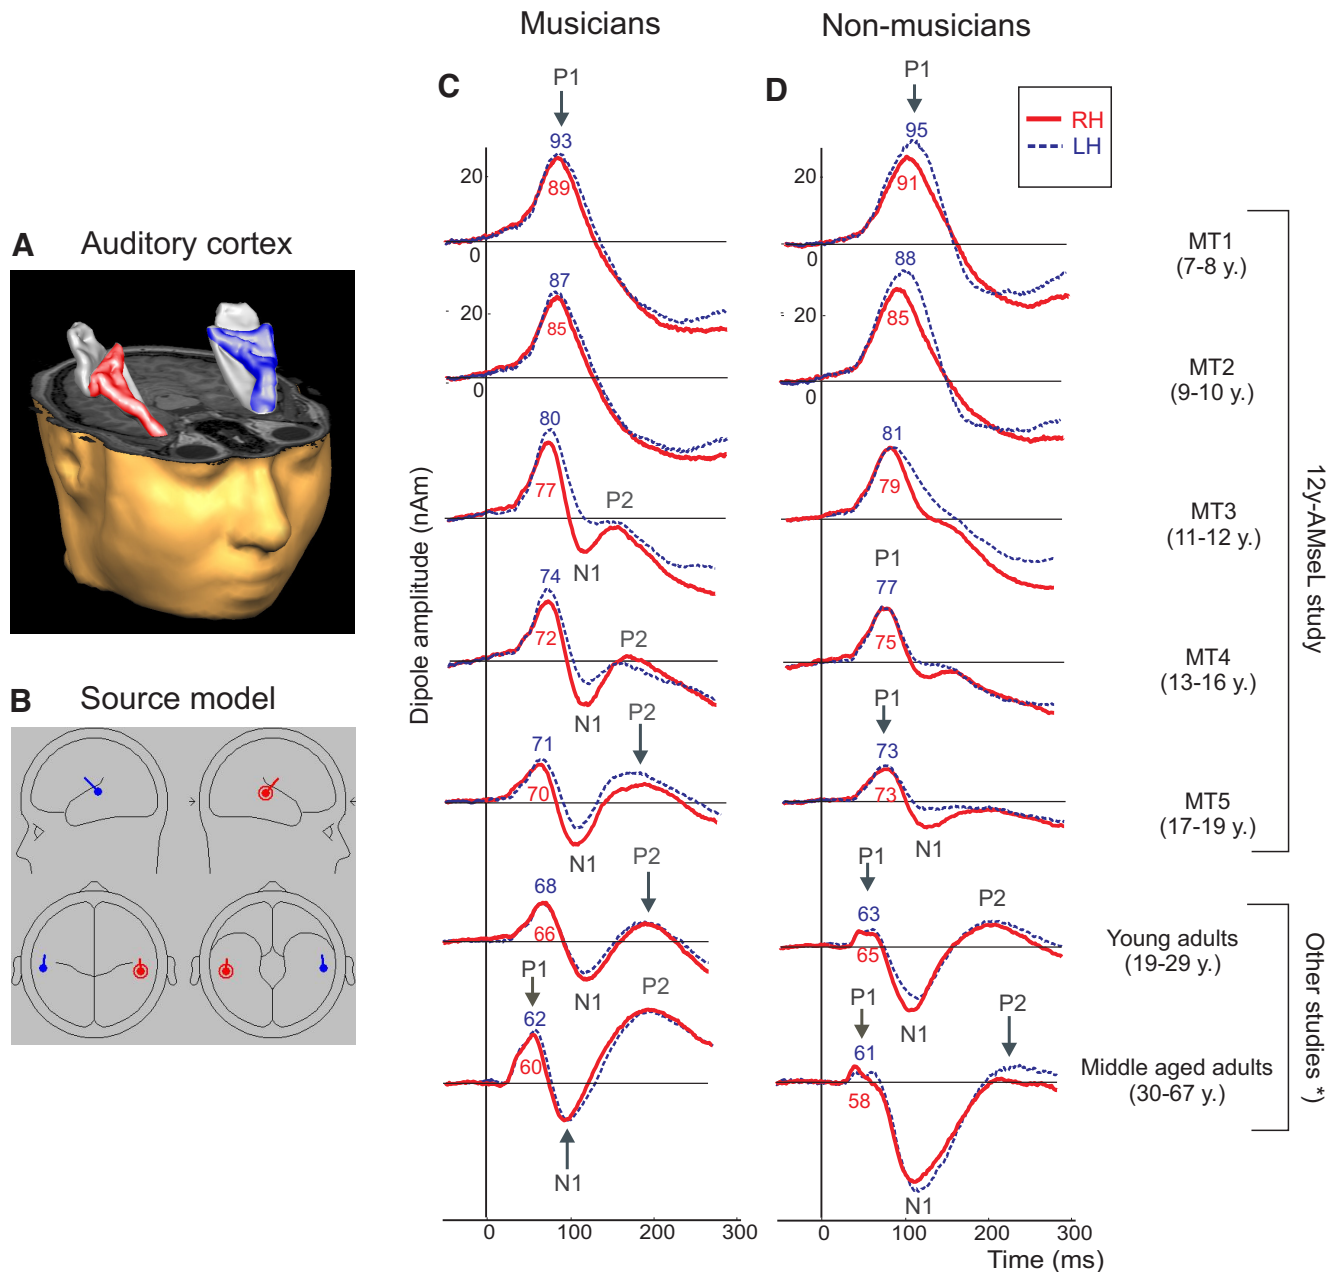 Musicians
Non-musicians
A
Auditory cortex
B
Source model
C
P1
93
89
20
0
87
85
20
0
80
77
P2
N1
74
72
P2
N1
71
70
P2
N1
68
66
P2
N1
P1
62
60
P2
N1
Dipole amplitude (nAm)
0
100
200
300
D
P1
95
91
20
0
88
85
20
0
81
79
P1
77
75
P1
73
73
N1
P1
63
65
P2
N1
P1
61
58
P2
N1
0
100
200
300
Time (ms)
RH
LH
MT1
(7-8 y.)
MT2
(9-10 y.)
MT3
(11-12 y.)
MT4
(13-16 y.)
MT5
(17-19 y.)
12y-AMseL study
Young adults
(19-29 y.)
Middle aged adults
(30-67 y.)
Other studies *)